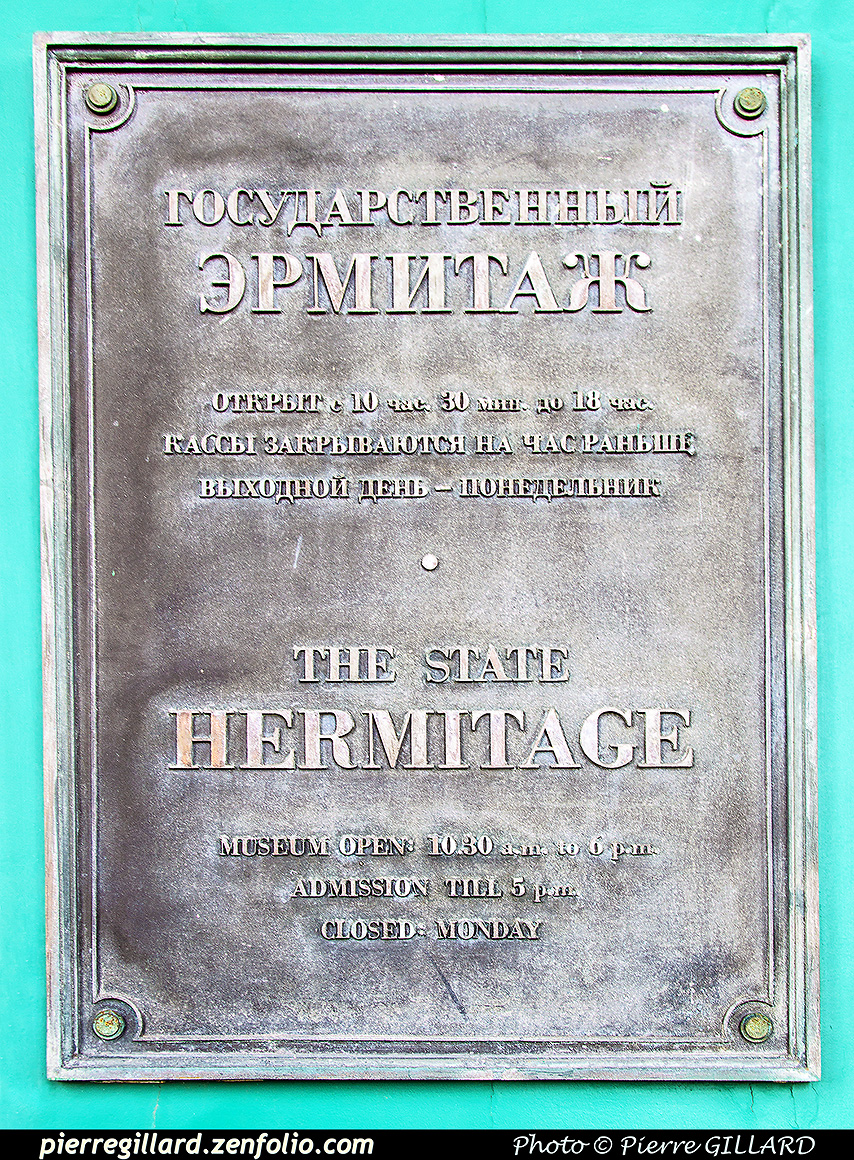 ГОСУДАРСТВЕННЫЙ
ЭРМИТАЖ
ОТКРЫТ с 10 час. 30 мин. до 18 час.
КАССЫ ЗАКРЫВАЮТСЯ НА ЧАС РАНЬШЕ
ВЫХОДНОЙ ДЕНЬ – ПОНЕДЕЛЬНИК
THE STATE
HERMITAGE
MUSEUM OPEN: 10.30 a.m. to 6 p.m.
ADMISSION TILL 5 p.m.
CLOSED: MONDAY
pierregillard.zenfolio.com Photo © Pierre GILLARD